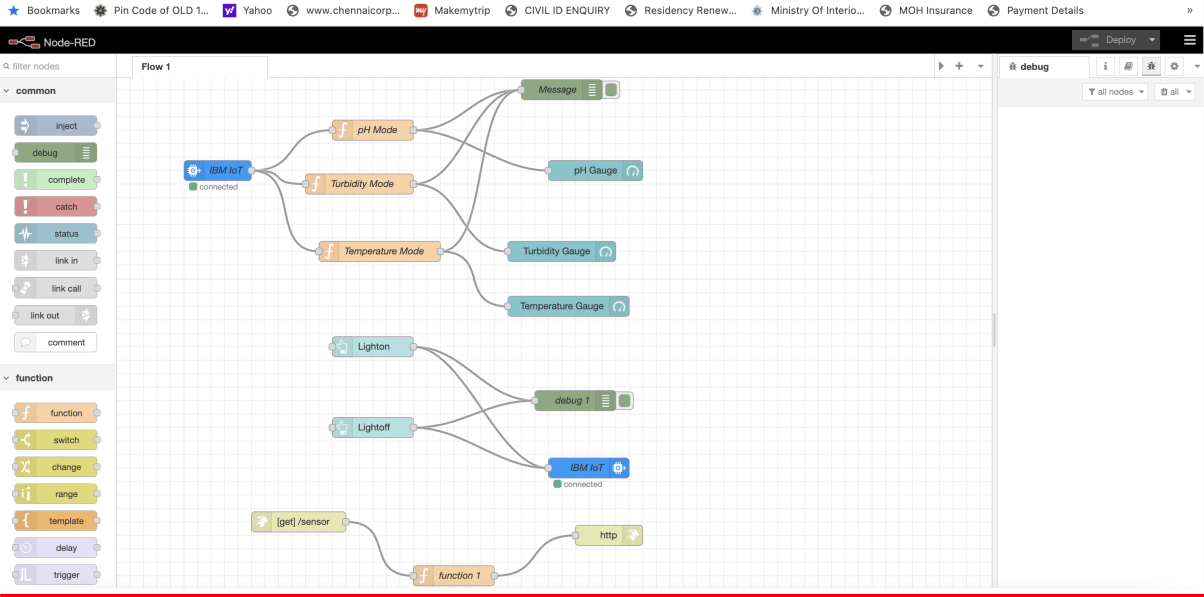 Bookmarks Pin Code of OLD 1... Yahoo www.chennaicorp... Makemytrip CIVIL ID ENQUIRY Residency Renew... Ministry Of Interio... MOH Insurance Payment Details »
Node-RED Deploy
filter nodes
Flow 1
debug
all nodes
all
common
inject
debug
complete
catch
status
link in
link call
link out
comment
function
function
switch
change
range
template
delay
trigger
Message
pH Mode
IBM IoT
connected
pH Gauge
Turbidity Mode
Temperature Mode
Turbidity Gauge
Temperature Gauge
Lighton
debug 1
Lightoff
IBM IoT
connected
[get] /sensor
http
function 1